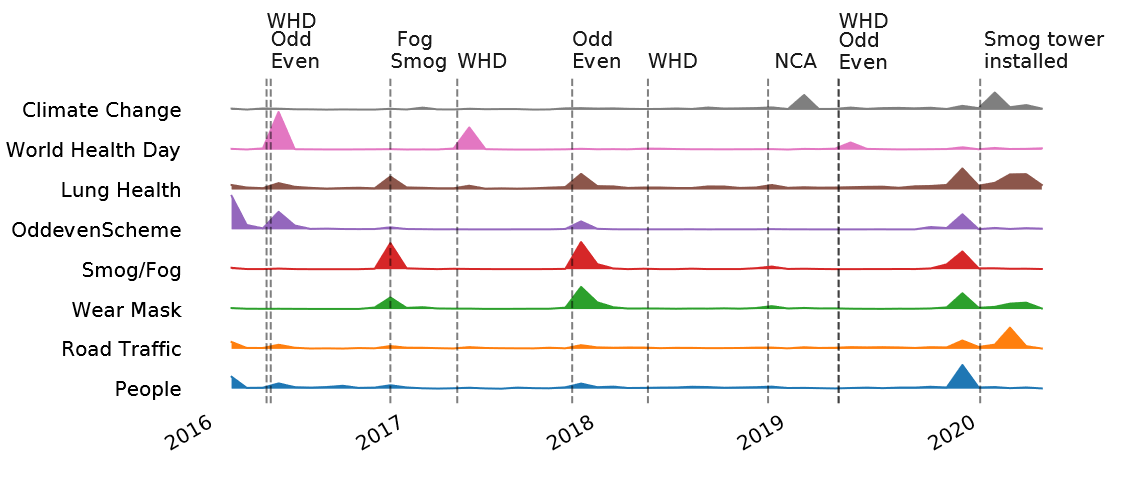 WHD
Odd
Even
Fog
Smog
WHD
Odd
Even
WHD
NCA
WHD
Odd
Even
Smog tower
installed
Climate Change
World Health Day
Lung Health
OddevenScheme
Smog/Fog
Wear Mask
Road Traffic
People
2016
2017
2018
2019
2020